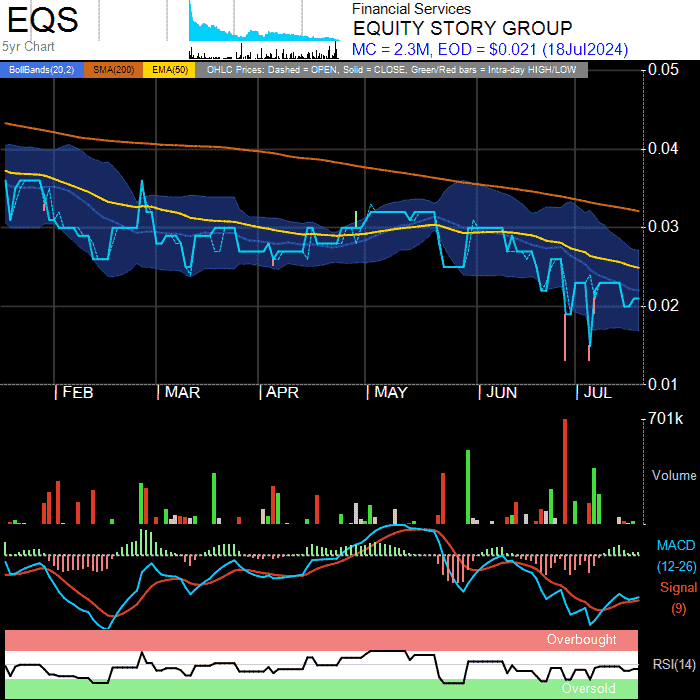 EQS
5yr Chart
Financial Services
EQUITY STORY GROUP
MC = 2.3M, EOD = $0.021 (18Jul2024)
BollBands(20,2) SMA(200) EMA(50) OHLC Prices: Dashed = OPEN, Solid = CLOSE, Green/Red bars = Intra-day HIGH/LOW
0.05
0.04
0.03
0.02
0.01
FEB MAR APR MAY JUN JUL
701k
Volume
MACD
(12-26)
Signal
(9)
Overbought
RSI(14)
Oversold